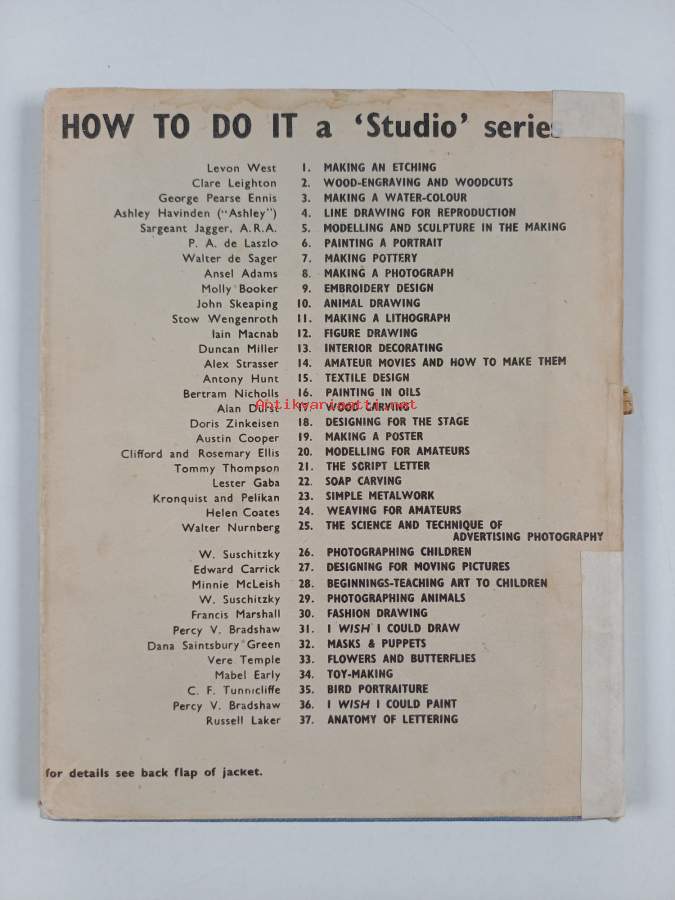 HOW TO DO IT a 'Studio' series
Levon West 1. MAKING AN ETCHING
Clare Leighton 2. WOOD-ENGRAVING AND WOODCUTS
George Pearse Ennis 3. MAKING A WATER-COLOUR
Ashley Havinden ("Ashley") 4. LINE DRAWING FOR REPRODUCTION
Sargeant Jagger, A.R.A. 5. MODELLING AND SCULPTURE IN THE MAKING
P. A. de Laszlo 6. PAINTING A PORTRAIT
Walter de Sager 7. MAKING POTTERY
Ansel Adams 8. MAKING A PHOTOGRAPH
Molly Booker 9. EMBROIDERY DESIGN
John Skeaping 10. ANIMAL DRAWING
Stow Wengenroth 11. MAKING A LITHOGRAPH
Iain Macnab 12. FIGURE DRAWING
Duncan Miller 13. INTERIOR DECORATING
Alex Strasser 14. AMATEUR MOVIES AND HOW TO MAKE THEM
Antony Hunt 15. TEXTILE DESIGN
Bertram Nicholls 16. PAINTING IN OILS
Antikvariaatti.net
Alan Durst 17. WOOD CARVING
Doris Zinkeisen 18. DESIGNING FOR THE STAGE
Austin Cooper 19. MAKING A POSTER
Clifford and Rosemary Ellis 20. MODELLING FOR AMATEURS
Tommy Thompson 21. THE SCRIPT LETTER
Lester Gaba 22. SOAP CARVING
Kronquist and Pelikan 23. SIMPLE METALWORK
Helen Coates 24. WEAVING FOR AMATEURS
Walter Nurnberg 25. THE SCIENCE AND TECHNIQUE OF
ADVERTISING PHOTOGRAPHY
W. Suschitzky 26. PHOTOGRAPHING CHILDREN
Edward Carrick 27. DESIGNING FOR MOVING PICTURES
Minnie McLeish 28. BEGINNINGS-TEACHING ART TO CHILDREN
W. Suschitzky 29. PHOTOGRAPHING ANIMALS
Francis Marshall 30. FASHION DRAWING
Percy V. Bradshaw 31. I WISH I COULD DRAW
Dana Saintsbury Green 32. MASKS & PUPPETS
Vere Temple 33. FLOWERS AND BUTTERFLIES
Mabel Early 34. TOY-MAKING
C. F. Tunnicliffe 35. BIRD PORTRAITURE
Percy V. Bradshaw 36. I WISH I COULD PAINT
Russell Laker 37. ANATOMY OF LETTERING
for details see back flap of jacket.